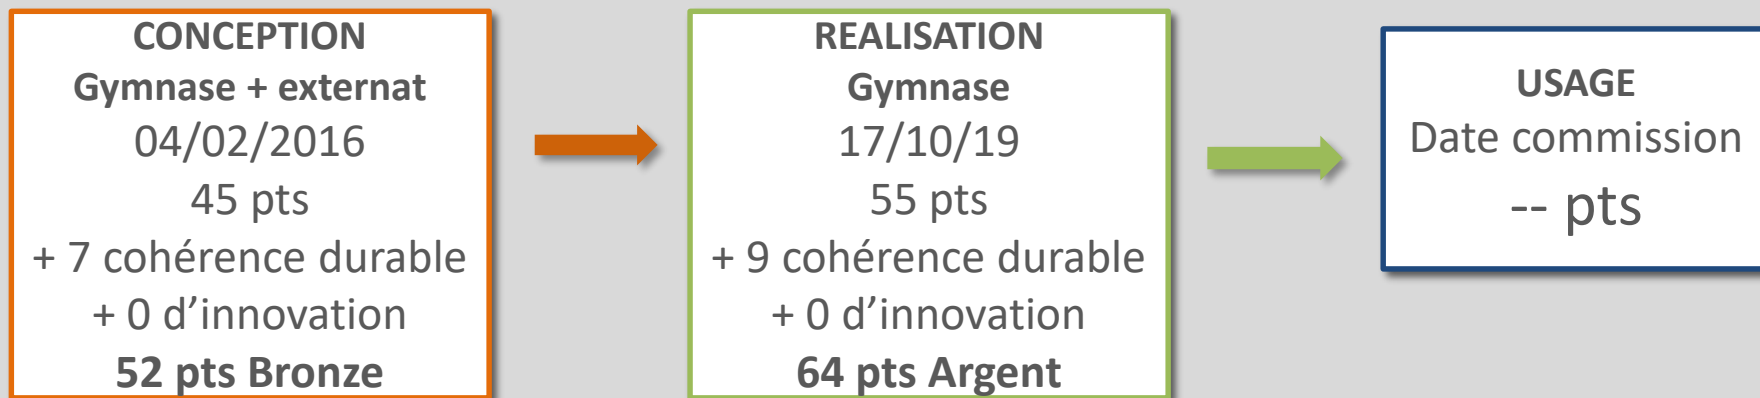 CONCEPTION
Gymnase + externat
04/02/2016
45 pts
+ 7 cohérence durable
+ 0 d’innovation
52 pts Bronze
REALISATION
Gymnase
17/10/19
55 pts
+ 9 cohérence durable
+ 0 d’innovation
64 pts Argent
USAGE
Date commission
-- pts